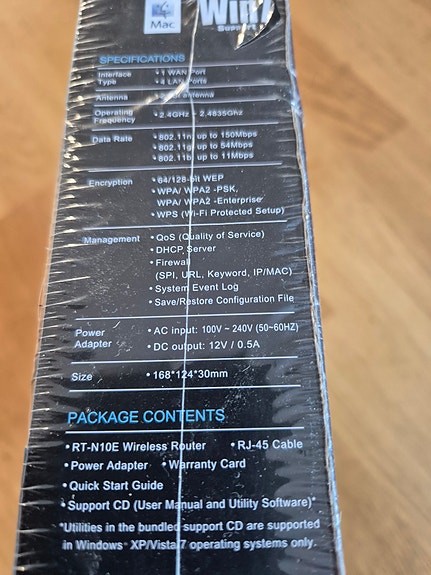 Mac
Win7
Support
SPECIFICATIONS
Interface Type
• 1 WAN Port
• 4 LAN Ports
Antenna
antenna
Operating Frequency
• 2.4GHz ~ 2.4835Ghz
Data Rate
• 802.11n: up to 150Mbps
• 802.11g: up to 54Mbps
• 802.11b: up to 11Mbps
Encryption
• 64/128-bit WEP
• WPA/ WPA2 -PSK,
WPA/ WPA2 -Enterprise
• WPS (Wi-Fi Protected Setup)
Management
• QoS (Quality of Service)
• DHCP Server
• Firewall
(SPI, URL, Keyword, IP/MAC)
• System Event Log
• Save/Restore Configuration File
Power Adapter
• AC input: 100V ~ 240V (50~60HZ)
• DC output: 12V / 0.5A
Size
• 168*124*30mm
PACKAGE CONTENTS
• RT-N10E Wireless Router • RJ-45 Cable
• Power Adapter • Warranty Card
• Quick Start Guide
• Support CD (User Manual and Utility Software)*
*Utilities in the bundled support CD are supported
in Windows® XP/Vista/7 operating systems only.